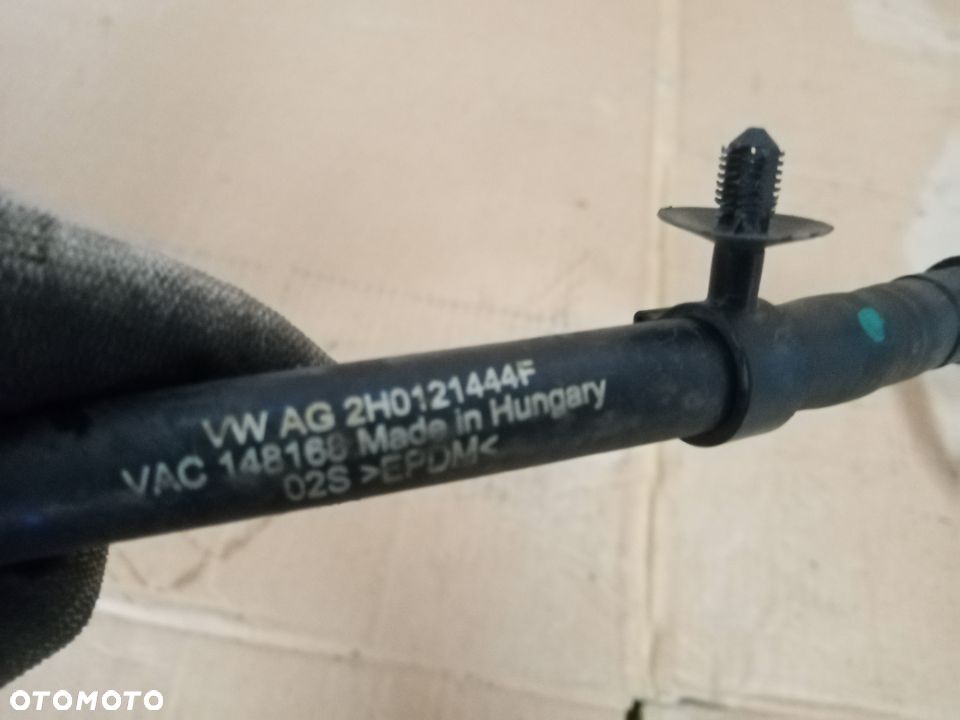 VW AG 2H0121444F
VAC 148168 Made in Hungary
02S >EPDM<
OTOMOTO